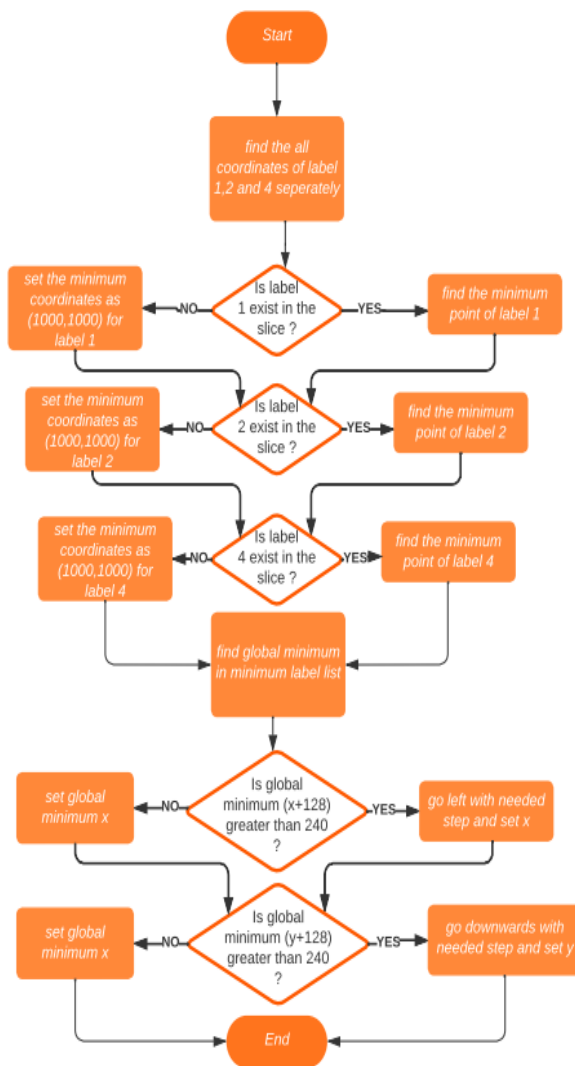 Start
find the all
coordinates of label
1,2 and 4 seperately
set the minimum
coordinates as
(1000,1000) for
label 1
NO
Is label
1 exist in the
slice ?
YES
find the minimum
point of label 1
set the minimum
coordinates as
(1000,1000) for
label 2
NO
Is label
2 exist in the
slice ?
YES
find the minimum
point of label 2
set the minimum
coordinates as
(1000,1000) for
label 4
NO
Is label
4 exist in the
slice ?
YES
find the minimum
point of label 4
find global minimum
in minimum label list
set global
minimum x
NO
Is global
minimum (x+128)
greater than 240
?
YES
go left with needed
step and set x
set global
minimum x
NO
Is global
minimum (y+128)
greater than 240
?
YES
go downwards with
needed step and set y
End